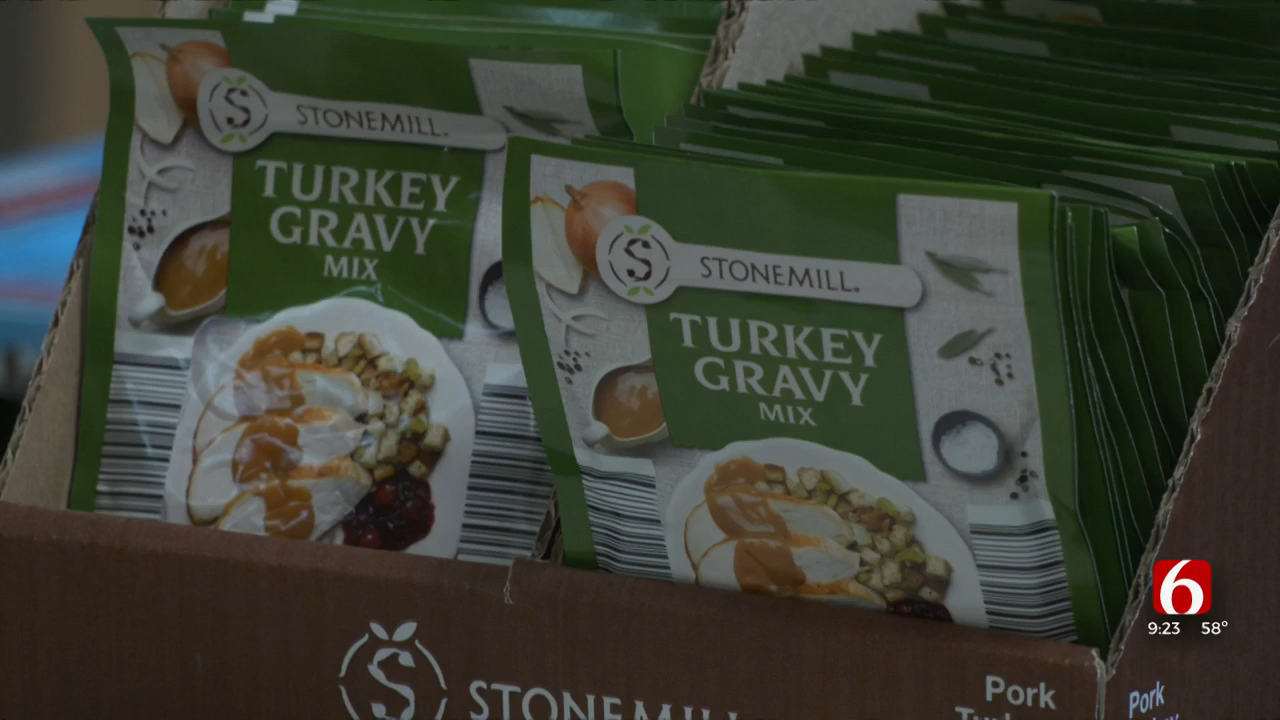 S STONEMILL.
TURKEY
GRAVY
MIX
S STONEMILL.
TURKEY
GRAVY
MIX
S STONEMILL
Pork
Pork
6
9:23 58°